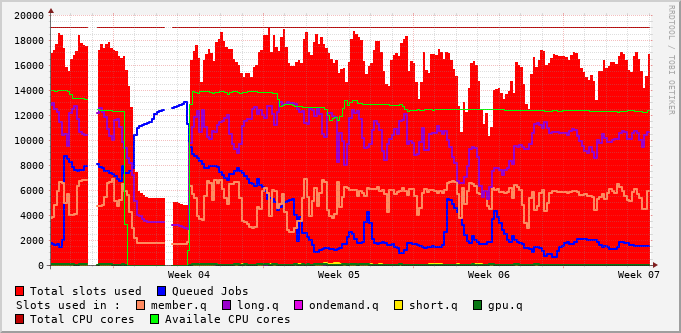 20000
18000
16000
14000
12000
10000
8000
6000
4000
2000
0
Week 04 Week 05 Week 06 Week 07
Total slots used Queued Jobs
Slots used in : member.q long.q ondemand.q short.q gpu.q
Total CPU cores Availale CPU cores
RRDTOOL / TOBI OETIKER